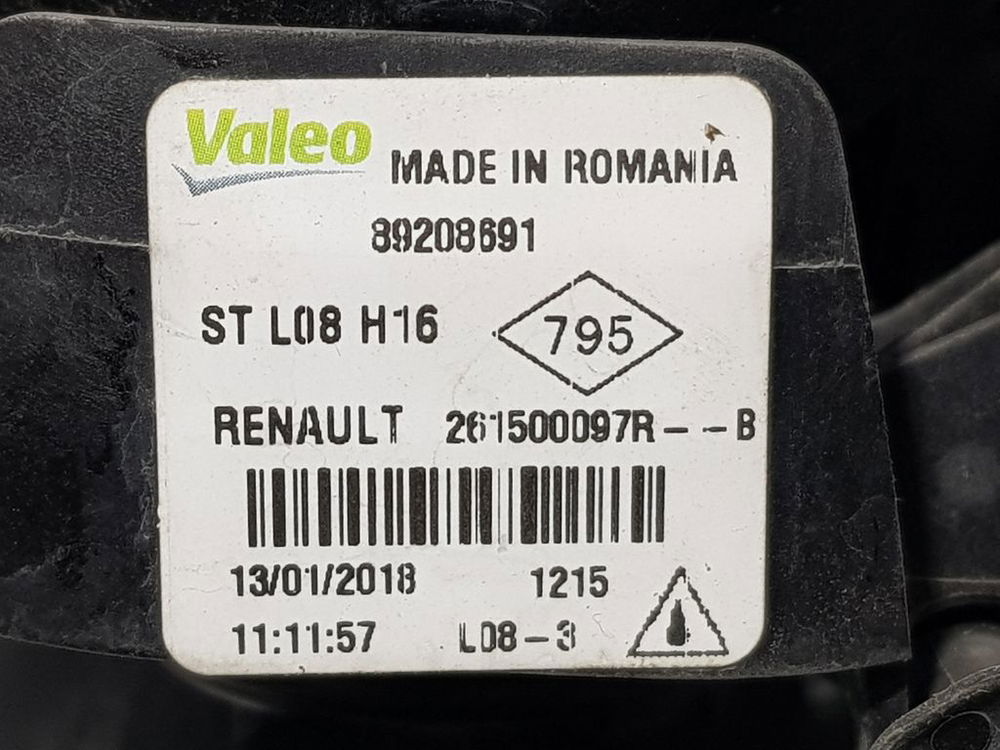 Valeo MADE IN ROMANIA
89208691
ST L08 H16 795
RENAULT 261500097R---B
13/01/2018 1215
11:11:57 L08-3